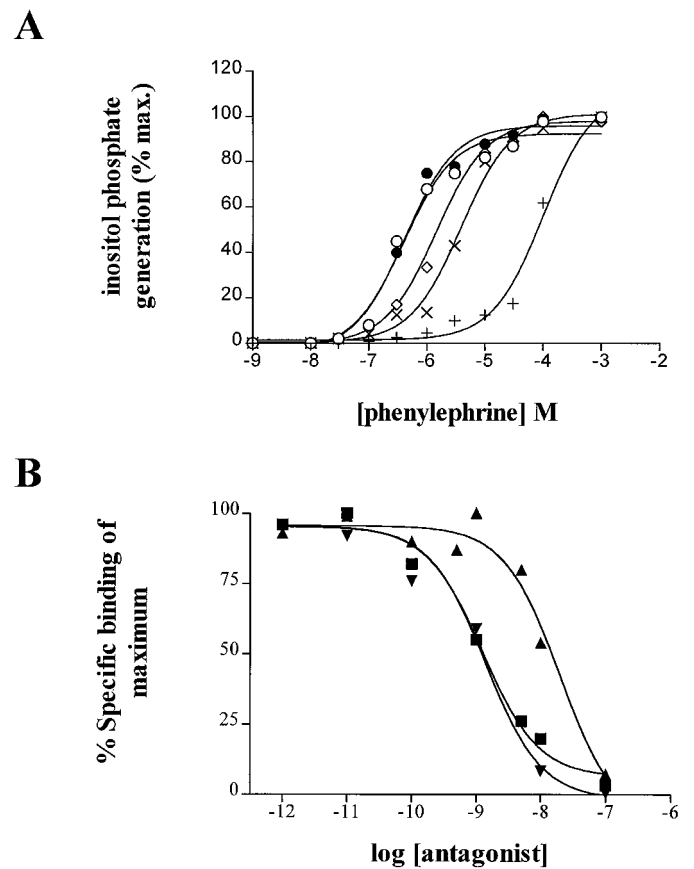 A
inositol phosphate
generation (% max.)
120
100
80
60
40
20
0
-9 -8 -7 -6 -5 -4 -3 -2
[phenylephrine] M
B
% Specific binding of
maximum
100
75
50
25
0
-12 -11 -10 -9 -8 -7 -6
log [antagonist]